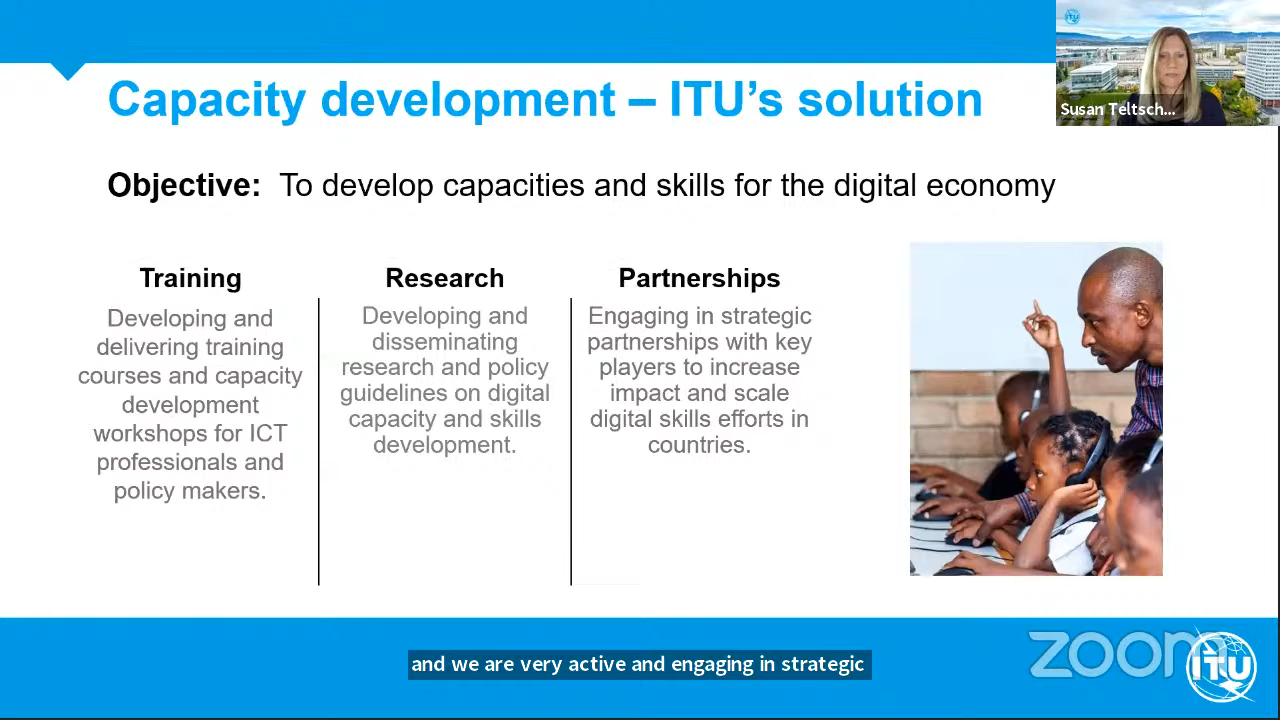 Capacity development – ITU's solution
ITU
Susan Teltsch...
Objective: To develop capacities and skills for the digital economy
Training
Developing and
delivering training
courses and capacity
development
workshops for ICT
professionals and
policy makers.
Research
Developing and
disseminating
research and policy
guidelines on digital
capacity and skills
development.
Partnerships
Engaging in strategic
partnerships with key
players to increase
impact and scale
digital skills efforts in
countries.
and we are very active and engaging in strategic
zoom
ITU